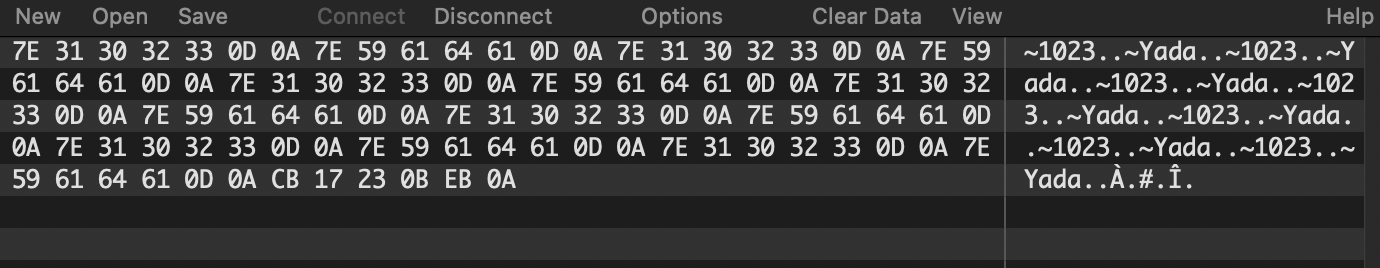 New Open Save Connect Disconnect Options Clear Data View Help
7E 31 30 32 33 0D 0A 7E 59 61 64 61 0D 0A 7E 31 30 32 33 0D 0A 7E 59 ~1023..~Yada..~1023..~Y
61 64 61 0D 0A 7E 31 30 32 33 0D 0A 7E 59 61 64 61 0D 0A 7E 31 30 32 ada..~1023..~Yada..~102
33 0D 0A 7E 59 61 64 61 0D 0A 7E 31 30 32 33 0D 0A 7E 59 61 64 61 0D 3..~Yada..~1023..~Yada.
0A 7E 31 30 32 33 0D 0A 7E 59 61 64 61 0D 0A 7E 31 30 32 33 0D 0A 7E .~1023..~Yada..~1023..~
59 61 64 61 0D 0A CB 17 23 0B EB 0A Yada..À.#.Î.